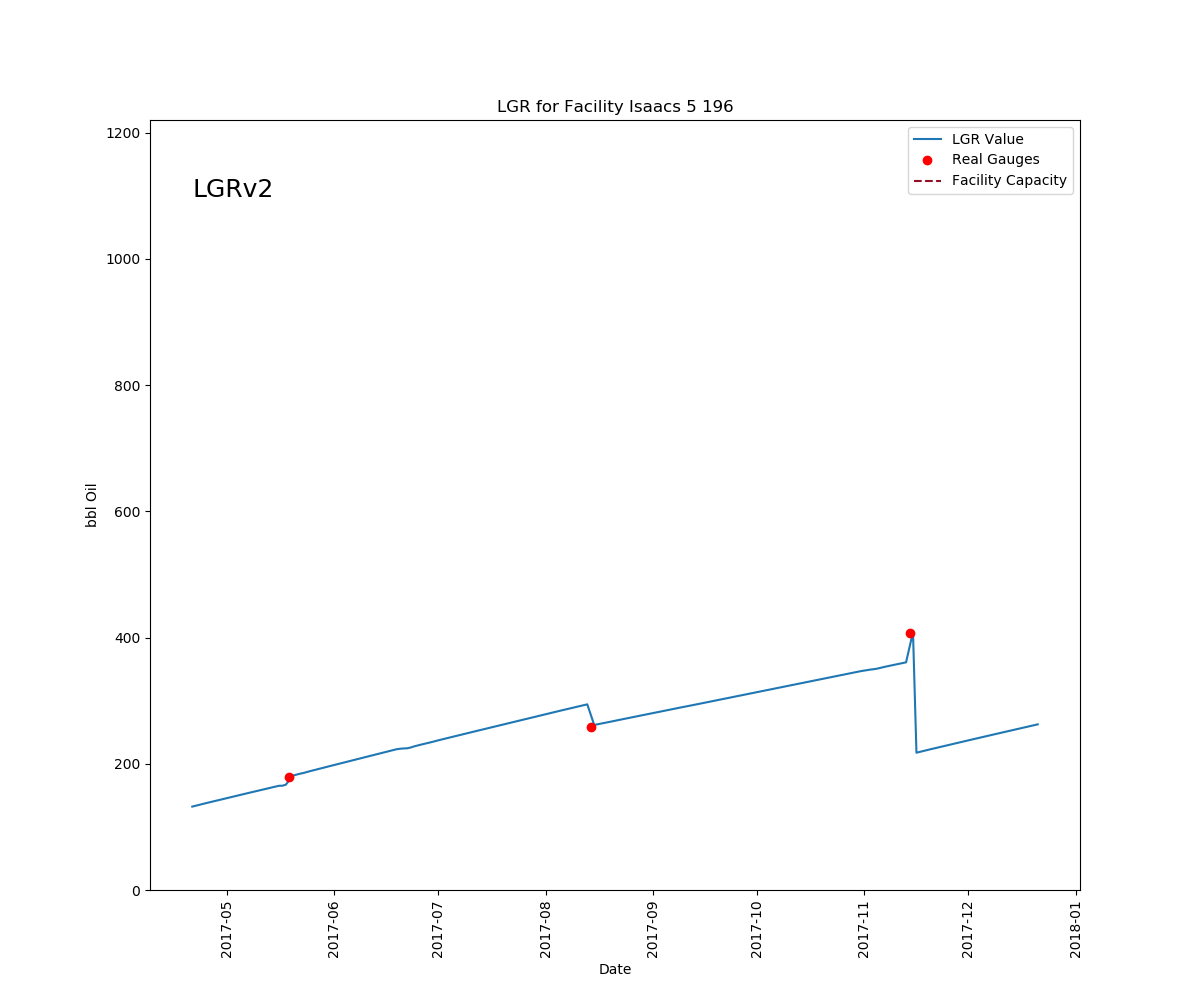 LGR for Facility Isaacs 5 196
LGRv2
LGR Value
Real Gauges
Facility Capacity
1200
1000
800
600
400
200
0
bbl Oil
2017-05
2017-06
2017-07
2017-08
2017-09
2017-10
2017-11
2017-12
2018-01
Date